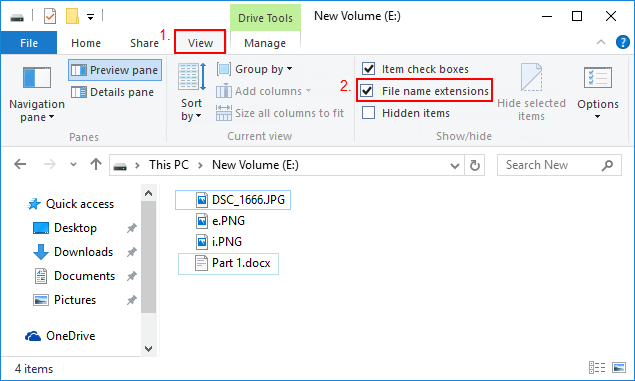 Drive Tools New Volume (E:)
1.
File Home Share View Manage
Navigation pane
Preview pane
Details pane
Panes
Sort by
Group by
Add columns
Size all columns to fit
Current view
Item check boxes
2. File name extensions
Hidden items
Hide selected items
Show/hide
Options
This PC New Volume (E:) Search New
Quick access
Desktop
Downloads
Documents
Pictures
OneDrive
DSC_1666.JPG
e.PNG
i.PNG
Part 1.docx
4 items